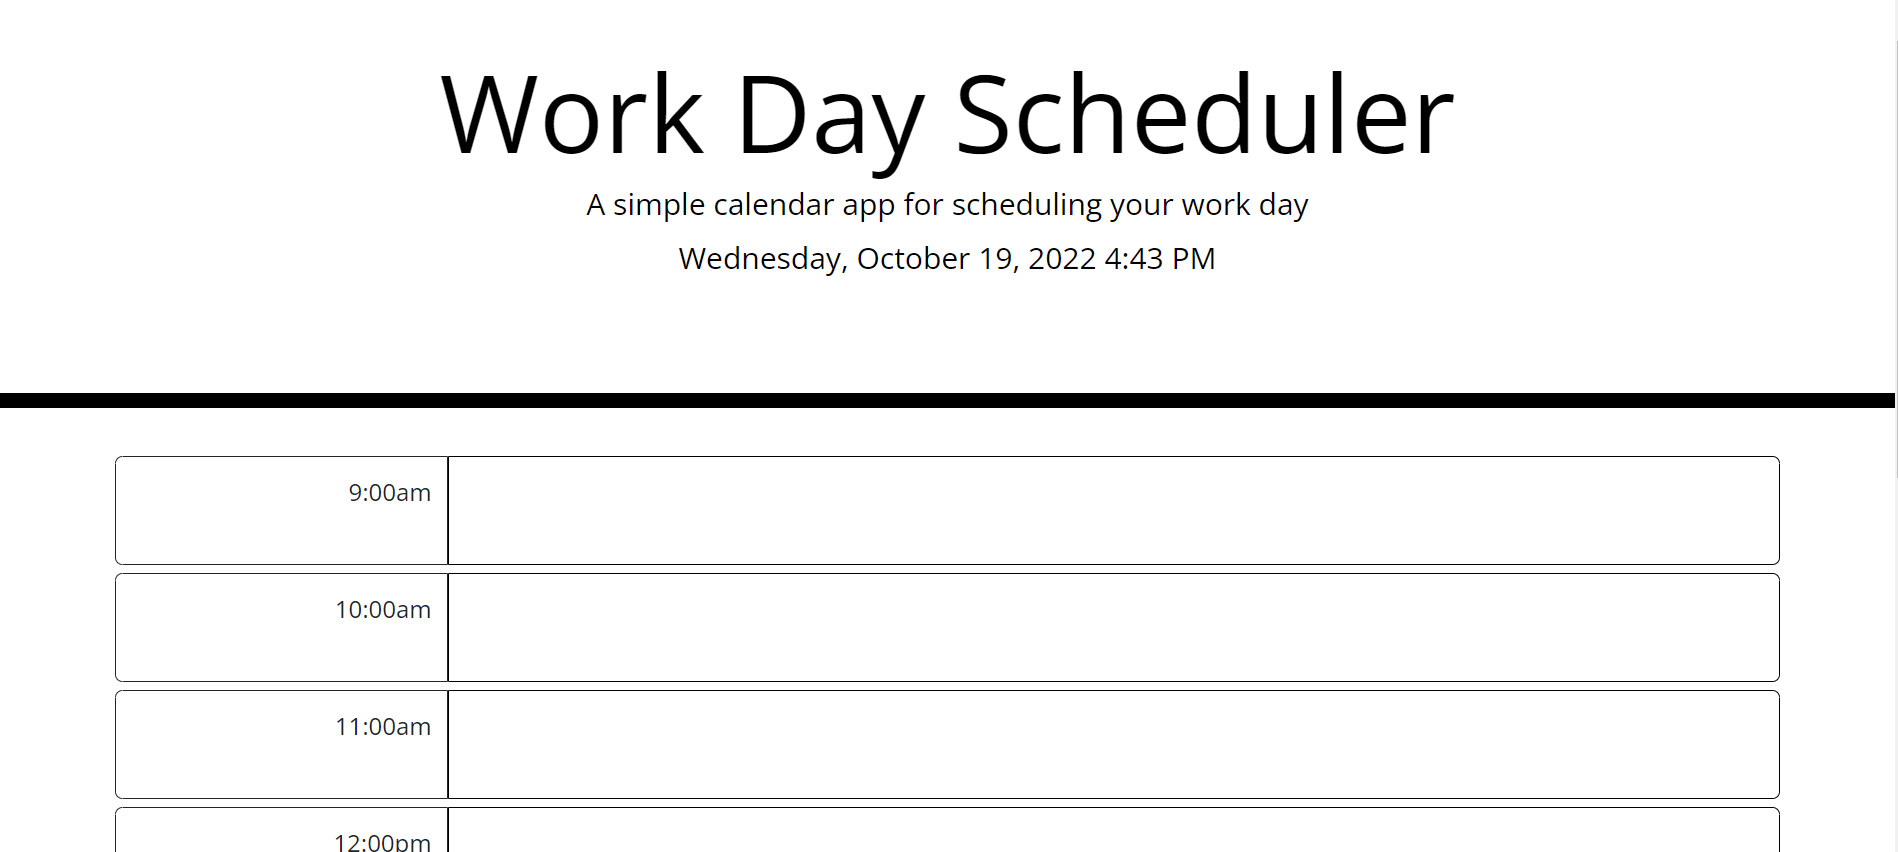 Work Day Scheduler
A simple calendar app for scheduling your work day
Wednesday, October 19, 2022 4:43 PM
9:00am
10:00am
11:00am
12:00pm